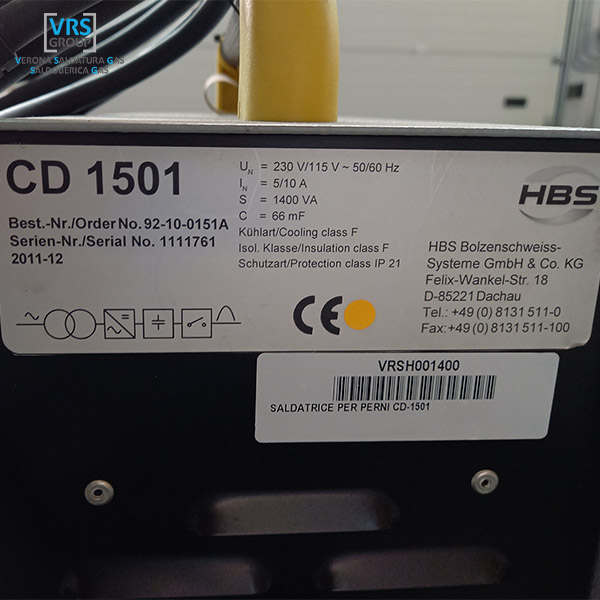 VRS
GROUP
VERONA SALDATURA GAS
SALDOBERICA GAS
CD 1501
Best.-Nr./Order No. 92-10-0151A
Serien-Nr./Serial No. 1111761
2011-12
UN = 230 V/115 V ~ 50/60 Hz
IN = 5/10 A
S = 1400 VA
C = 66 mF
Kühlart/Cooling class F
Isol. Klasse/Insulation class F
Schutzart/Protection class IP 21
HBS
HBS Bolzenschweiss-
Systeme GmbH & Co. KG
Felix-Wankel-Str. 18
D-85221 Dachau
Tel.: +49 (0) 8131 511-0
Fax: +49 (0) 8131 511-100
CE
VRSH001400
SALDATRICE PER PERNI CD-1501